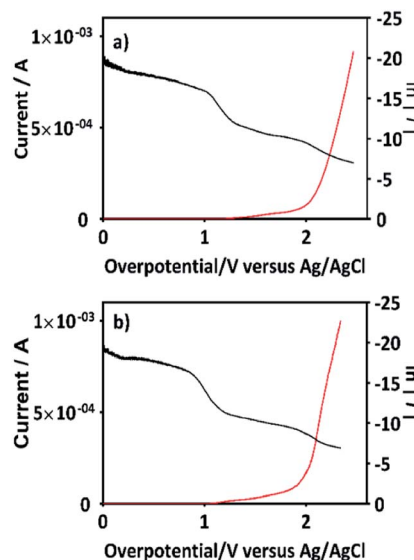 a)
Current / A
1×10⁻⁰³
5×10⁻⁰⁴
0
-25
-20
-15
-10
-5
0
0 1 2
Overpotential/V versus Ag/AgCl
b)
Current / A
1×10⁻⁰³
5×10⁻⁰⁴
0
-25
-20
-15
-10
-5
0
0 1 2
Overpotential/V versus Ag/AgCl